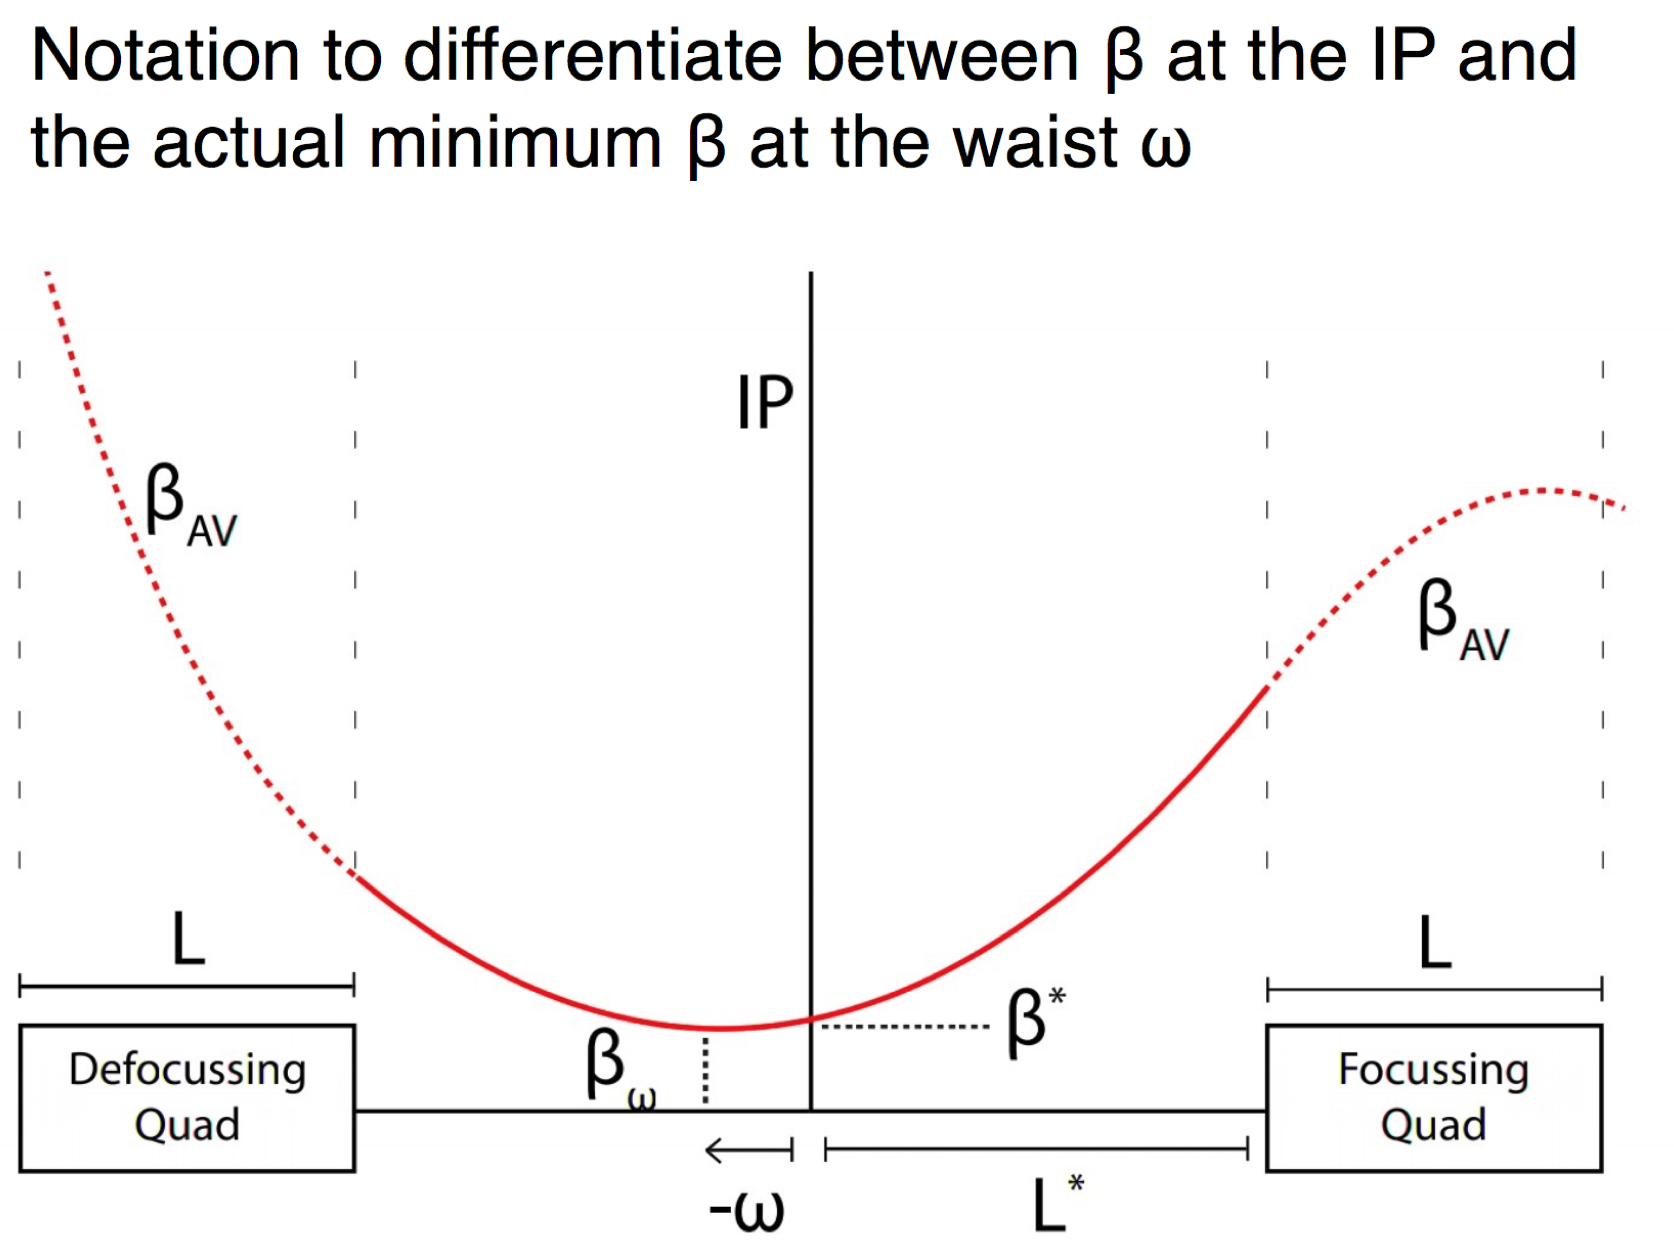 Notation to differentiate between β at the IP and
the actual minimum β at the waist ω
IP
β_AV
β_AV
L
L
β*
β_ω
Defocussing
Quad
Focussing
Quad
-ω
L*